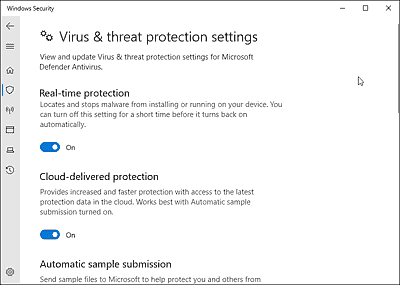 Windows Security
Virus & threat protection settings
View and update Virus & threat protection settings for Microsoft
Defender Antivirus.
Real-time protection
Locates and stops malware from installing or running on your device. You
can turn off this setting for a short time before it turns back on
automatically.
On
Cloud-delivered protection
Provides increased and faster protection with access to the latest
protection data in the cloud. Works best with Automatic sample
submission turned on.
On
Automatic sample submission
Send sample files to Microsoft to help protect you and others from